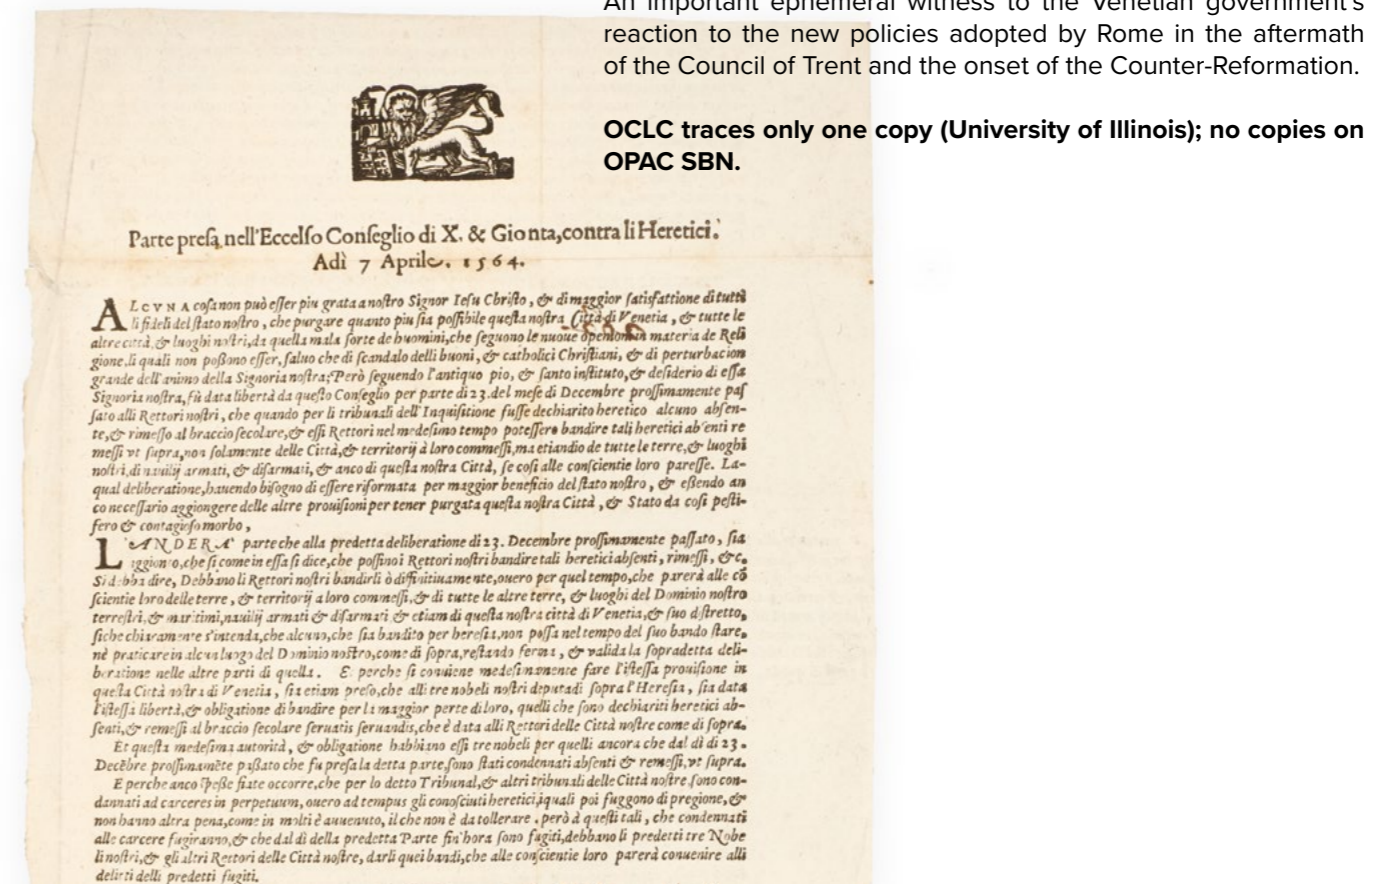 An important ephemeral witness to the Venetian government's
reaction to the new policies adopted by Rome in the aftermath
of the Council of Trent and the onset of the Counter-Reformation.
OCLC traces only one copy (University of Illinois); no copies on
OPAC SBN.
Parte presa nell'Eccelso Conseglio di X. & Gionta, contra li Heretici.
Adì 7 Aprile. 1564.
ALCVNA cosa non può esser piu grata a nostro Signor Iesu Christo, & di maggior satisfattione di tutti
li fideli del stato nostro, che purgare quanto piu sia possibile questa nostra Città di Venetia, & tutte le
altre città, & luoghi nostri, da quella mala sorte de huomini, che seguono le nuoue openioni in materia de Reli
gione, li quali non possono esser, saluo che di scandalo delli buoni, & catholici Christiani, & di perturbacion
grande dell'animo della Signoria nostra; Però seguendo l'antiquo pio, & santo instituto, & desiderio di essa
Signoria nostra, fù data libertà da questo Conseglio per parte di 23. del mese di Decembre prossimamente pas
sato alli Rettori nostri, che quando per li tribunali dell'Inquisitione fusse dechiarito heretico alcuno absen-
te, & rimesso al braccio secolare, & essi Rettori nel medesimo tempo potessero bandire tali heretici absenti re
messi vt supra, non solamente delle Città, & territorij à loro commessi, ma etiandio de tutte le terre, & luoghi
nostri, di nauilij armati, & disarmati, & anco di questa nostra Città, se cosi alle conscientie loro paresse. La-
qual deliberatione, hauendo bisogno di essere riformata per maggior beneficio del stato nostro, & essendo an
co necessario aggiongere delle altre prouisioni per tener purgata questa nostra Città, & Stato da cosi pesti-
fero & contagioso morbo,
L'ANDERA' parte che alla predetta deliberatione di 23. Decembre prossimamente passato, sia
aggionto, che si come in essa si dice, che possino i Rettori nostri bandire tali heretici absenti, rimessi, &c.
Si debba dire, Debbano li Rettori nostri bandirli ò diffinitiuamente, ouero per quel tempo, che parerà alle cō
scientie loro delle terre, & territorij a loro commessi, & di tutte le altre terre, & luoghi del Dominio nostro
terrestri, & maritimi, nauilij armati & disarmati & etiam di questa nostra città di Venetia, & suo distretto,
siche chiaramente s'intenda, che alcuno, che sia bandito per heresia, non possa nel tempo del suo bando stare,
nè praticare in alcun luogo del Dominio nostro, come di sopra, restando ferma, & valida la sopradetta deli-
beratione nelle altre parti di quella. E perche si conuiene medesimamente fare l'istessa prouisione in
questa Città nostra di Venetia, sia etiam preso, che alli tre nobeli nostri deputadi sopra l'Heresia, sia data
l'istessa libertà, & obligatione di bandire per la maggior perte di loro, quelli che sono dechiariti heretici ab-
senti, & remessi al braccio secolare seruatis seruandis, che è data alli Rettori delle Città nostre come di sopra.
Et questa medesima autorità, & obligatione habbiano essi tre nobeli per quelli ancora che dal dì di 23.
Decēbre prossimamēte passato che fu presa la detta parte, sono stati condennati absenti & remessi, vt supra.
E perche anco spesse fiate occorre, che per lo detto Tribunal, & altri tribunali delle Città nostre sono con-
dannati ad carceres in perpetuum, ouero ad tempus gli conosciuti heretici, iquali poi fuggono di pregione, &
non hanno altra pena, come in molti è auuenuto, il che non è da tollerare. però à questi tali, che condennati
alle carcere fugiranno, & che dal dì della predetta Parte fin'hora sono fugiti, debbano li predetti tre Nobe
li nostri, & gli altri Rettori delle Città nostre, darli quei bandi, che alle conscientie loro parerà conuenire alli
delitti delli predetti fugiti.